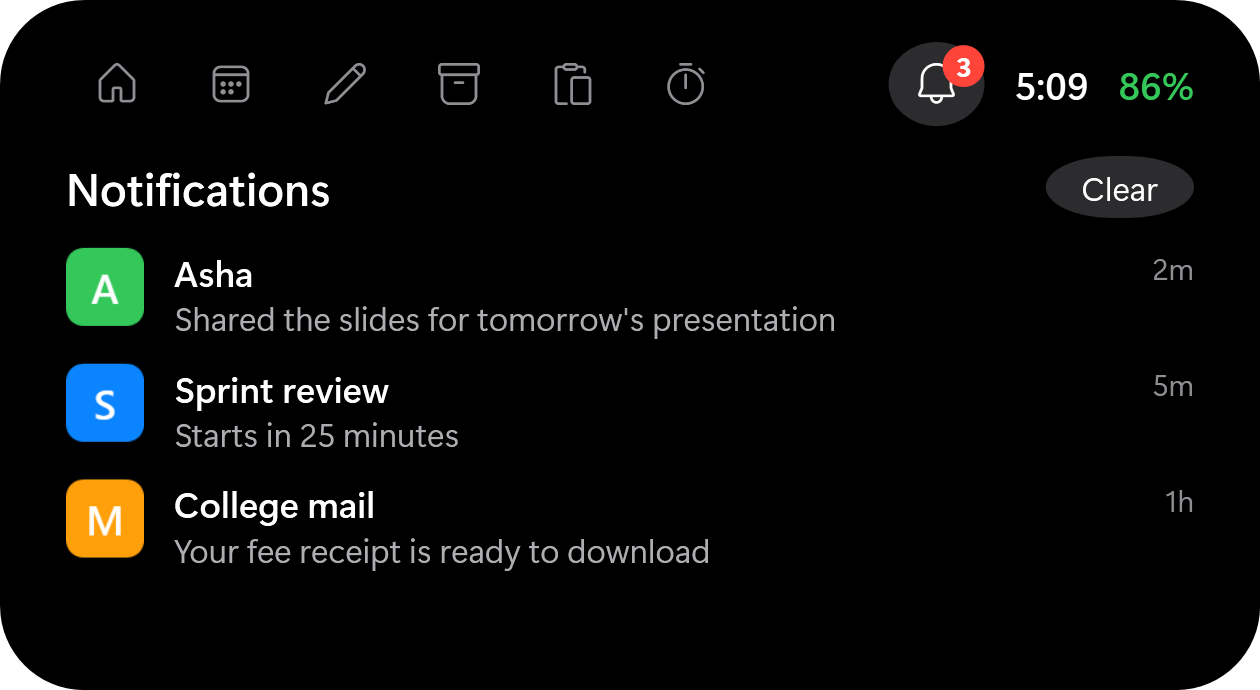 3
5:09 86%
Notifications
Clear
A
Asha
2m
Shared the slides for tomorrow's presentation
S
Sprint review
5m
Starts in 25 minutes
M
College mail
1h
Your fee receipt is ready to download